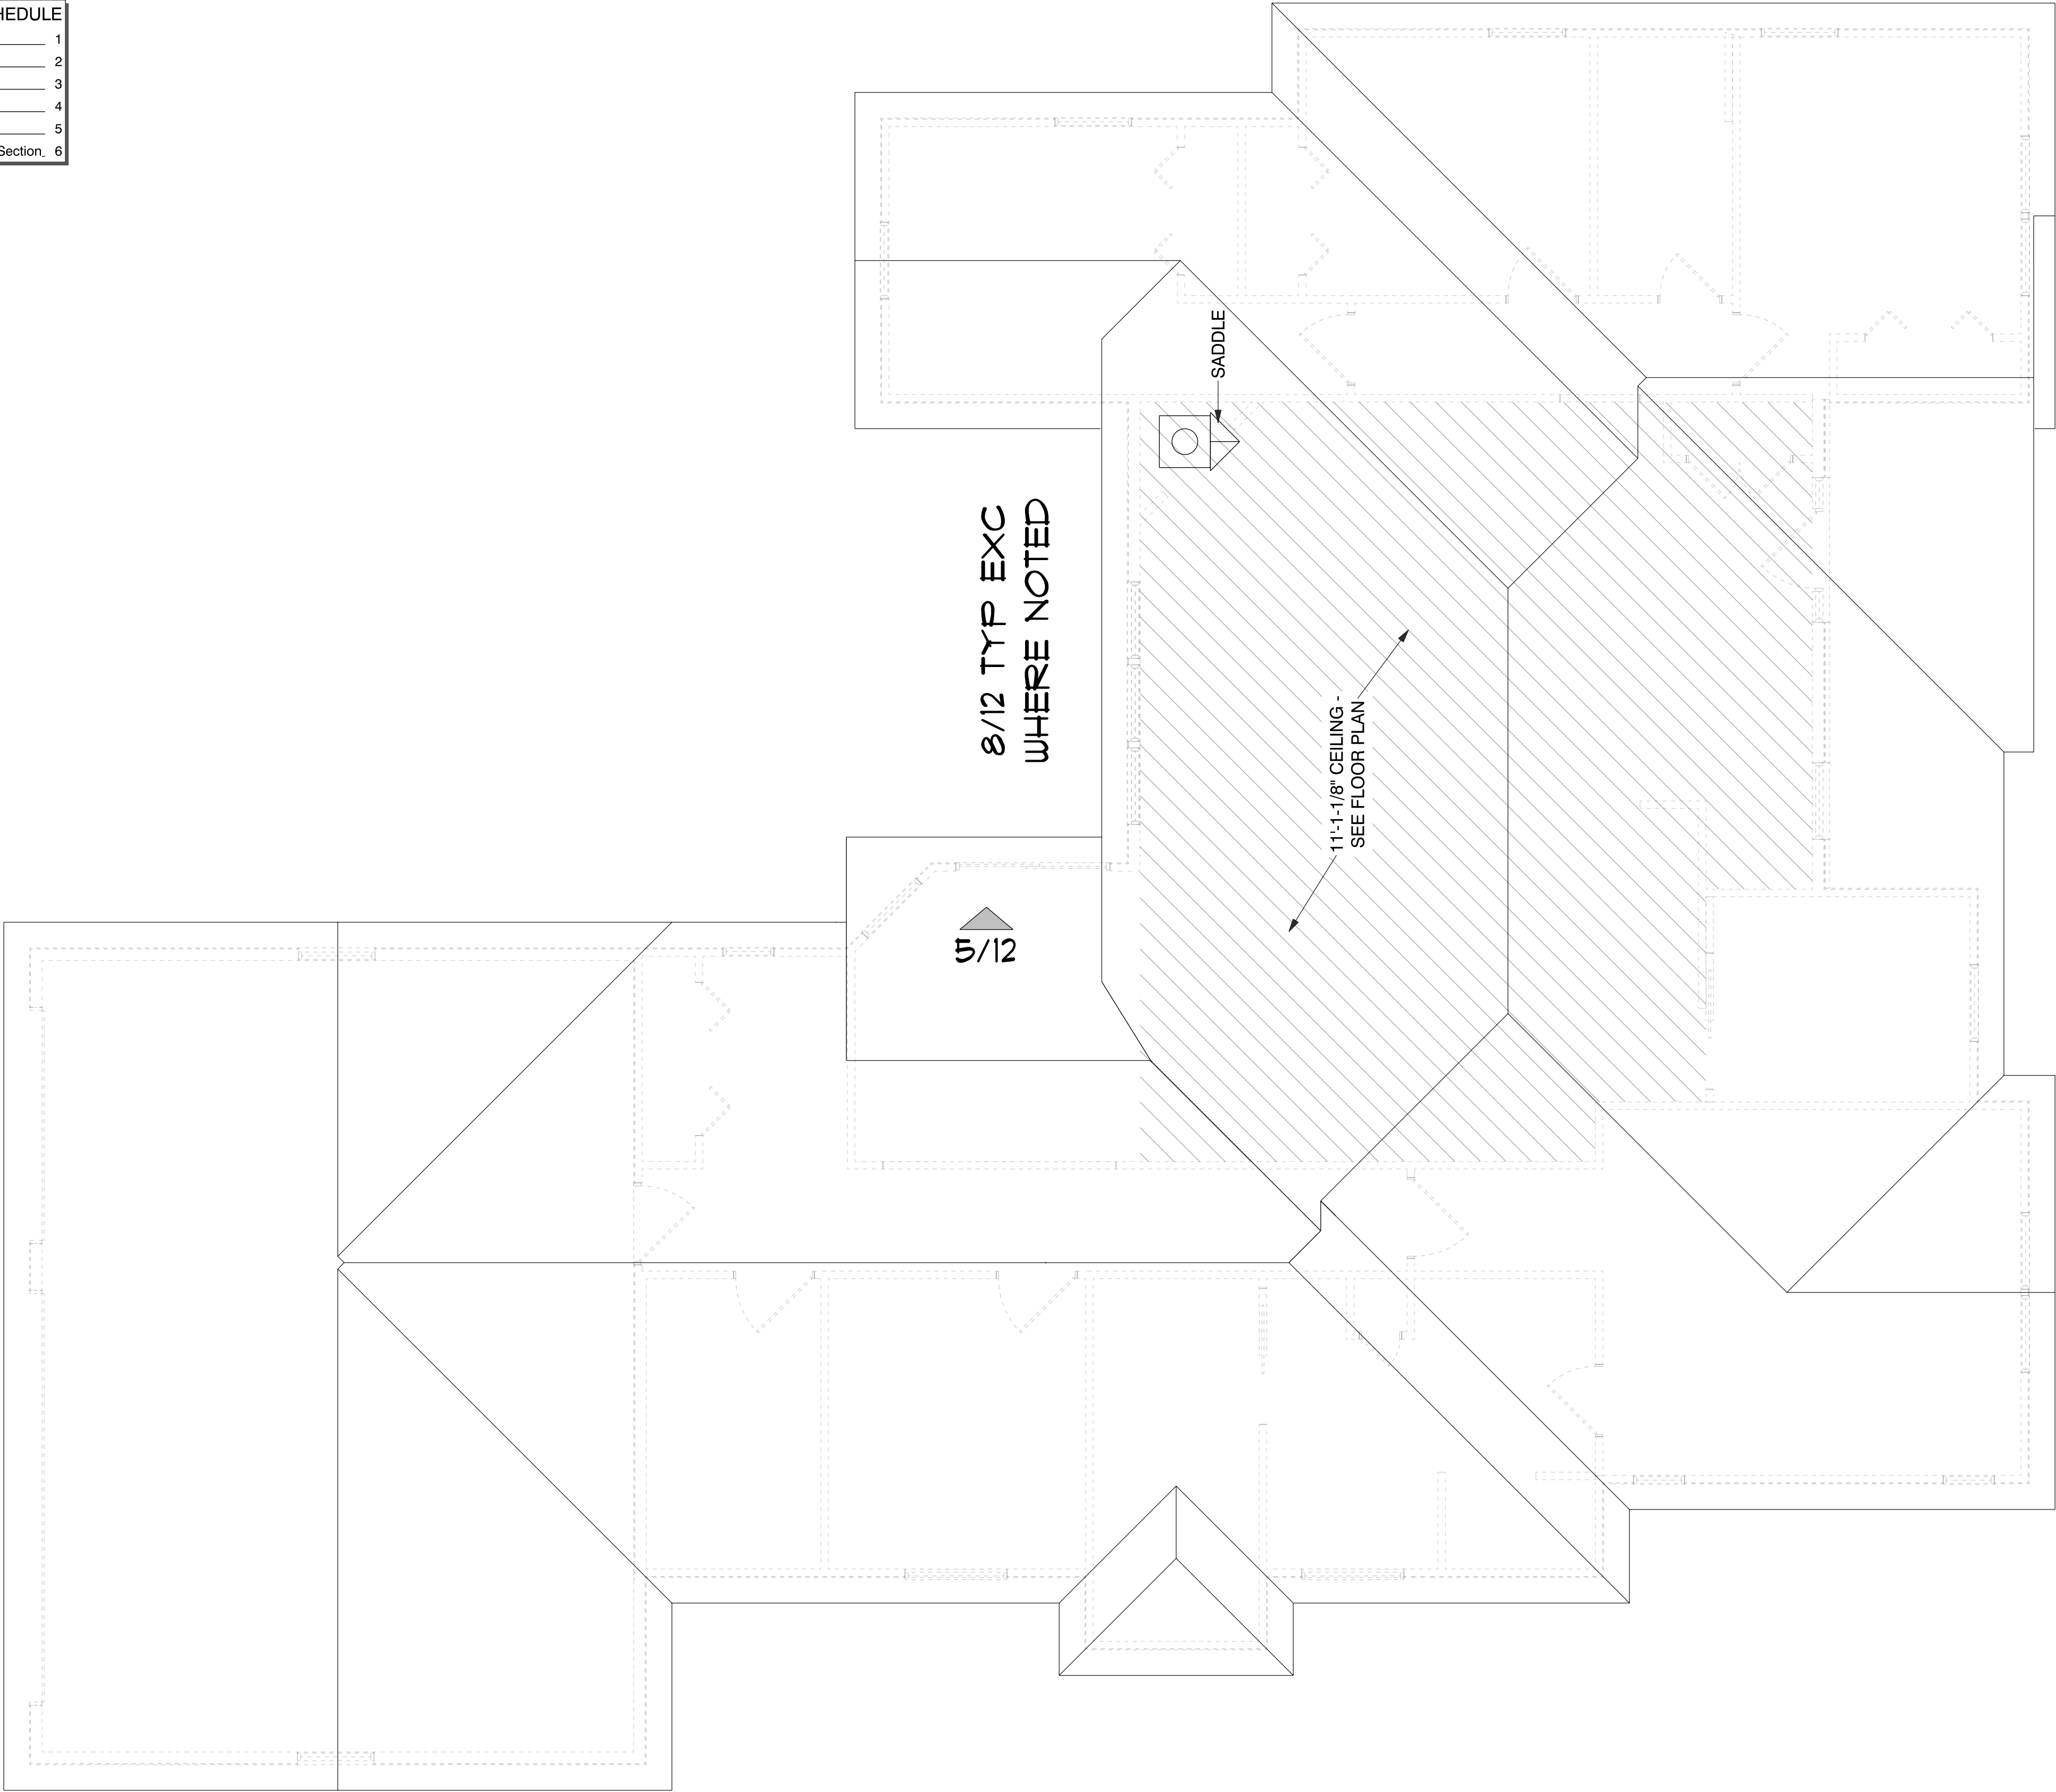 HEDULE
1
2
3
4
5
Section 6
SADDLE
8/12 TYP EXC
WHERE NOTED
11'-1-1/8" CEILING -
SEE FLOOR PLAN
5/12